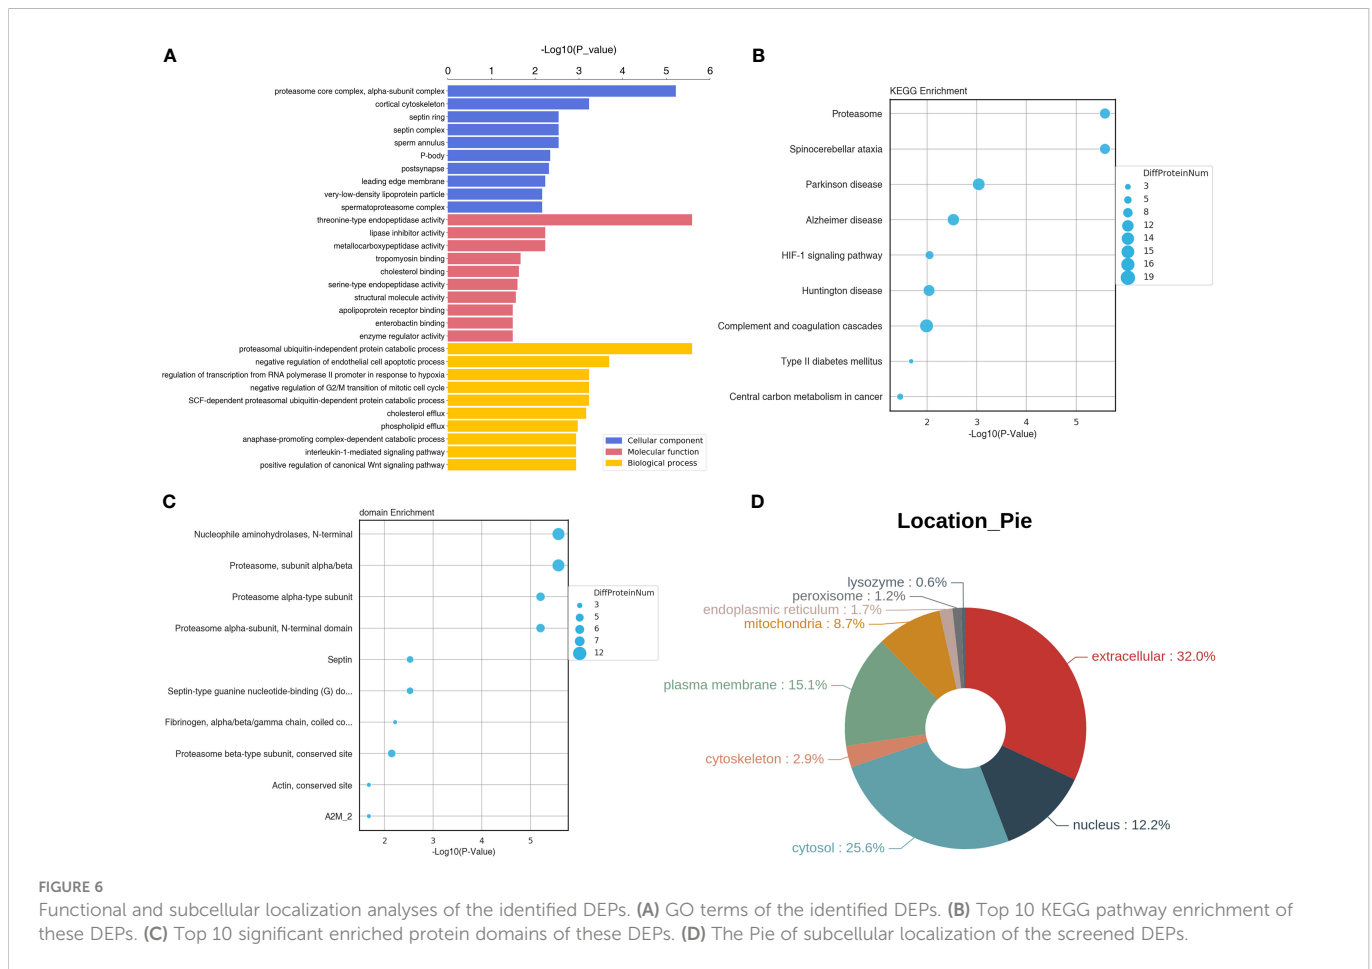 A
-Log10(P_value)
0 1 2 3 4 5 6
proteasome core complex, alpha-subunit complex
cortical cytoskeleton
septin ring
septin complex
sperm annulus
P-body
postsynapse
leading edge membrane
very-low-density lipoprotein particle
spermatoproteasome complex
threonine-type endopeptidase activity
lipase inhibitor activity
metallocarboxypeptidase activity
tropomyosin binding
cholesterol binding
serine-type endopeptidase activity
structural molecule activity
apolipoprotein receptor binding
enterobactin binding
enzyme regulator activity
proteasomal ubiquitin-independent protein catabolic process
negative regulation of endothelial cell apoptotic process
regulation of transcription from RNA polymerase II promoter in response to hypoxia
negative regulation of G2/M transition of mitotic cell cycle
SCF-dependent proteasomal ubiquitin-dependent protein catabolic process
cholesterol efflux
phospholipid efflux
anaphase-promoting complex-dependent catabolic process
interleukin-1-mediated signaling pathway
positive regulation of canonical Wnt signaling pathway
Cellular component
Molecular function
Biological process
B
KEGG Enrichment
Proteasome
Spinocerebellar ataxia
Parkinson disease
Alzheimer disease
HIF-1 signaling pathway
Huntington disease
Complement and coagulation cascades
Type II diabetes mellitus
Central carbon metabolism in cancer
2 3 4 5
-Log10(P-Value)
DiffProteinNum
3
5
8
12
14
15
16
19
C
domain Enrichment
Nucleophile aminohydrolases, N-terminal
Proteasome, subunit alpha/beta
Proteasome alpha-type subunit
Proteasome alpha-subunit, N-terminal domain
Septin
Septin-type guanine nucleotide-binding (G) do...
Fibrinogen, alpha/beta/gamma chain, coiled co...
Proteasome beta-type subunit, conserved site
Actin, conserved site
A2M_2
2 3 4 5
-Log10(P-Value)
DiffProteinNum
3
5
6
7
12
D
Location_Pie
lysozyme : 0.6%
peroxisome : 1.2%
endoplasmic reticulum : 1.7%
mitochondria : 8.7%
extracellular : 32.0%
plasma membrane : 15.1%
cytoskeleton : 2.9%
nucleus : 12.2%
cytosol : 25.6%
FIGURE 6
Functional and subcellular localization analyses of the identified DEPs. (A) GO terms of the identified DEPs. (B) Top 10 KEGG pathway enrichment of
these DEPs. (C) Top 10 significant enriched protein domains of these DEPs. (D) The Pie of subcellular localization of the screened DEPs.